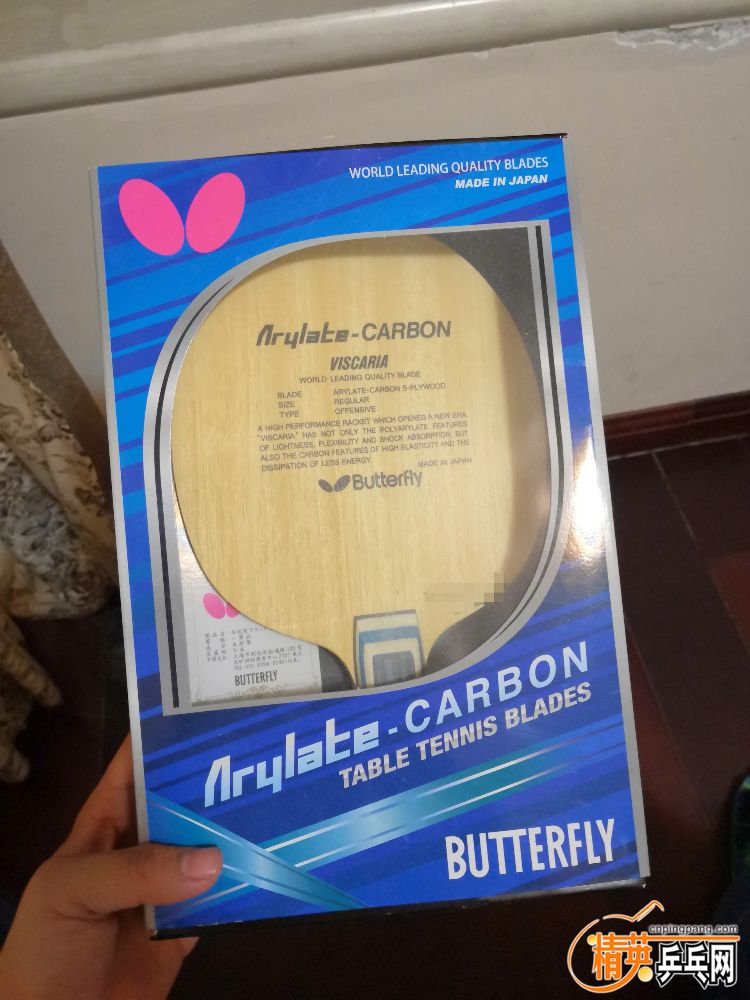 WORLD LEADING QUALITY BLADES
MADE IN JAPAN
Arylate-CARBON
VISCARIA
WORLD LEADING QUALITY BLADE
BLADE ARYLATE-CARBON 5-PLYWOOD
SIZE REGULAR
TYPE OFFENSIVE
A HIGH PERFORMANCE RACKET WHICH OPENED A NEW ERA.
"VISCARIA" HAS NOT ONLY THE POLYARYLATE FEATURES
OF LIGHTNESS, FLEXIBILITY AND SHOCK ABSORPTION, BUT
ALSO THE CARBON FEATURES OF HIGH ELASTICITY AND THE
DISSIPATION OF LESS ENERGY.
MADE IN JAPAN
Butterfly
BUTTERFLY
Arylate-CARBON
TABLE TENNIS BLADES
BUTTERFLY
cnpingpang.com
精英乒乓网